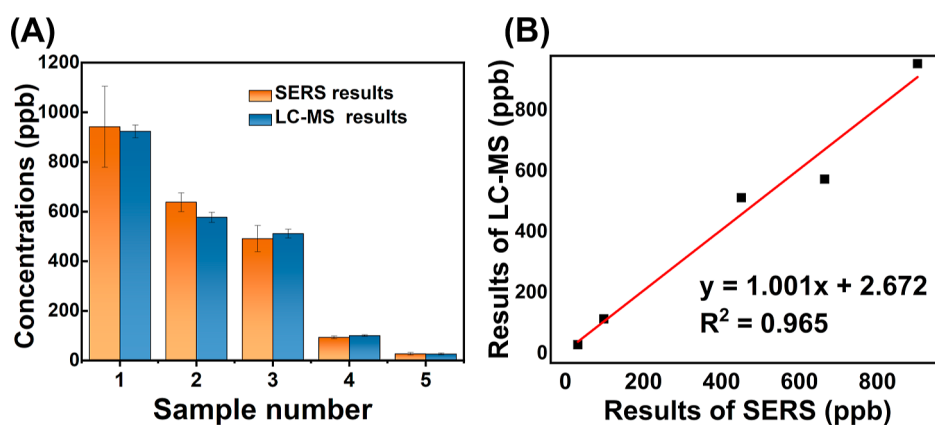 (A)
1200
1000
800
600
400
200
0
Concentrations (ppb)
SERS results
LC-MS results
1 2 3 4 5
Sample number
(B)
800
600
400
200
0
Results of LC-MS (ppb)
y = 1.001x + 2.672
R² = 0.965
0 200 400 600 800
Results of SERS (ppb)